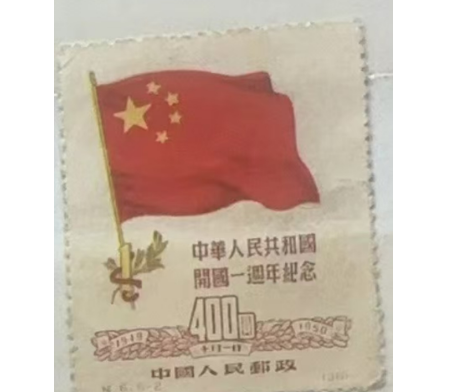 中華人民共和國
開國一週年紀念
400圓
1949 十月一日 1950
中國人民郵政